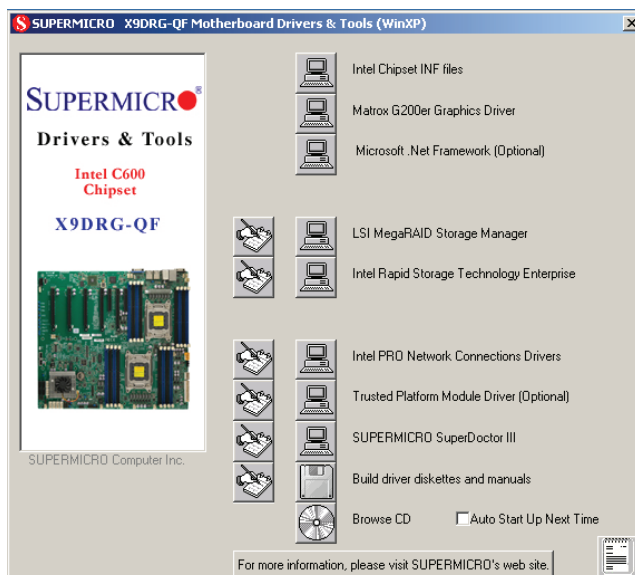 SUPERMICRO X9DRG-QF Motherboard Drivers & Tools (WinXP)
SUPERMICRO®
Drivers & Tools
Intel C600
Chipset
X9DRG-QF
SUPERMICRO Computer Inc.
Intel Chipset INF files
Matrox G200er Graphics Driver
Microsoft .Net Framework (Optional)
LSI MegaRAID Storage Manager
Intel Rapid Storage Technology Enterprise
Intel PRO Network Connections Drivers
Trusted Platform Module Driver (Optional)
SUPERMICRO SuperDoctor III
Build driver diskettes and manuals
Browse CD
Auto Start Up Next Time
For more information, please visit SUPERMICRO's web site.